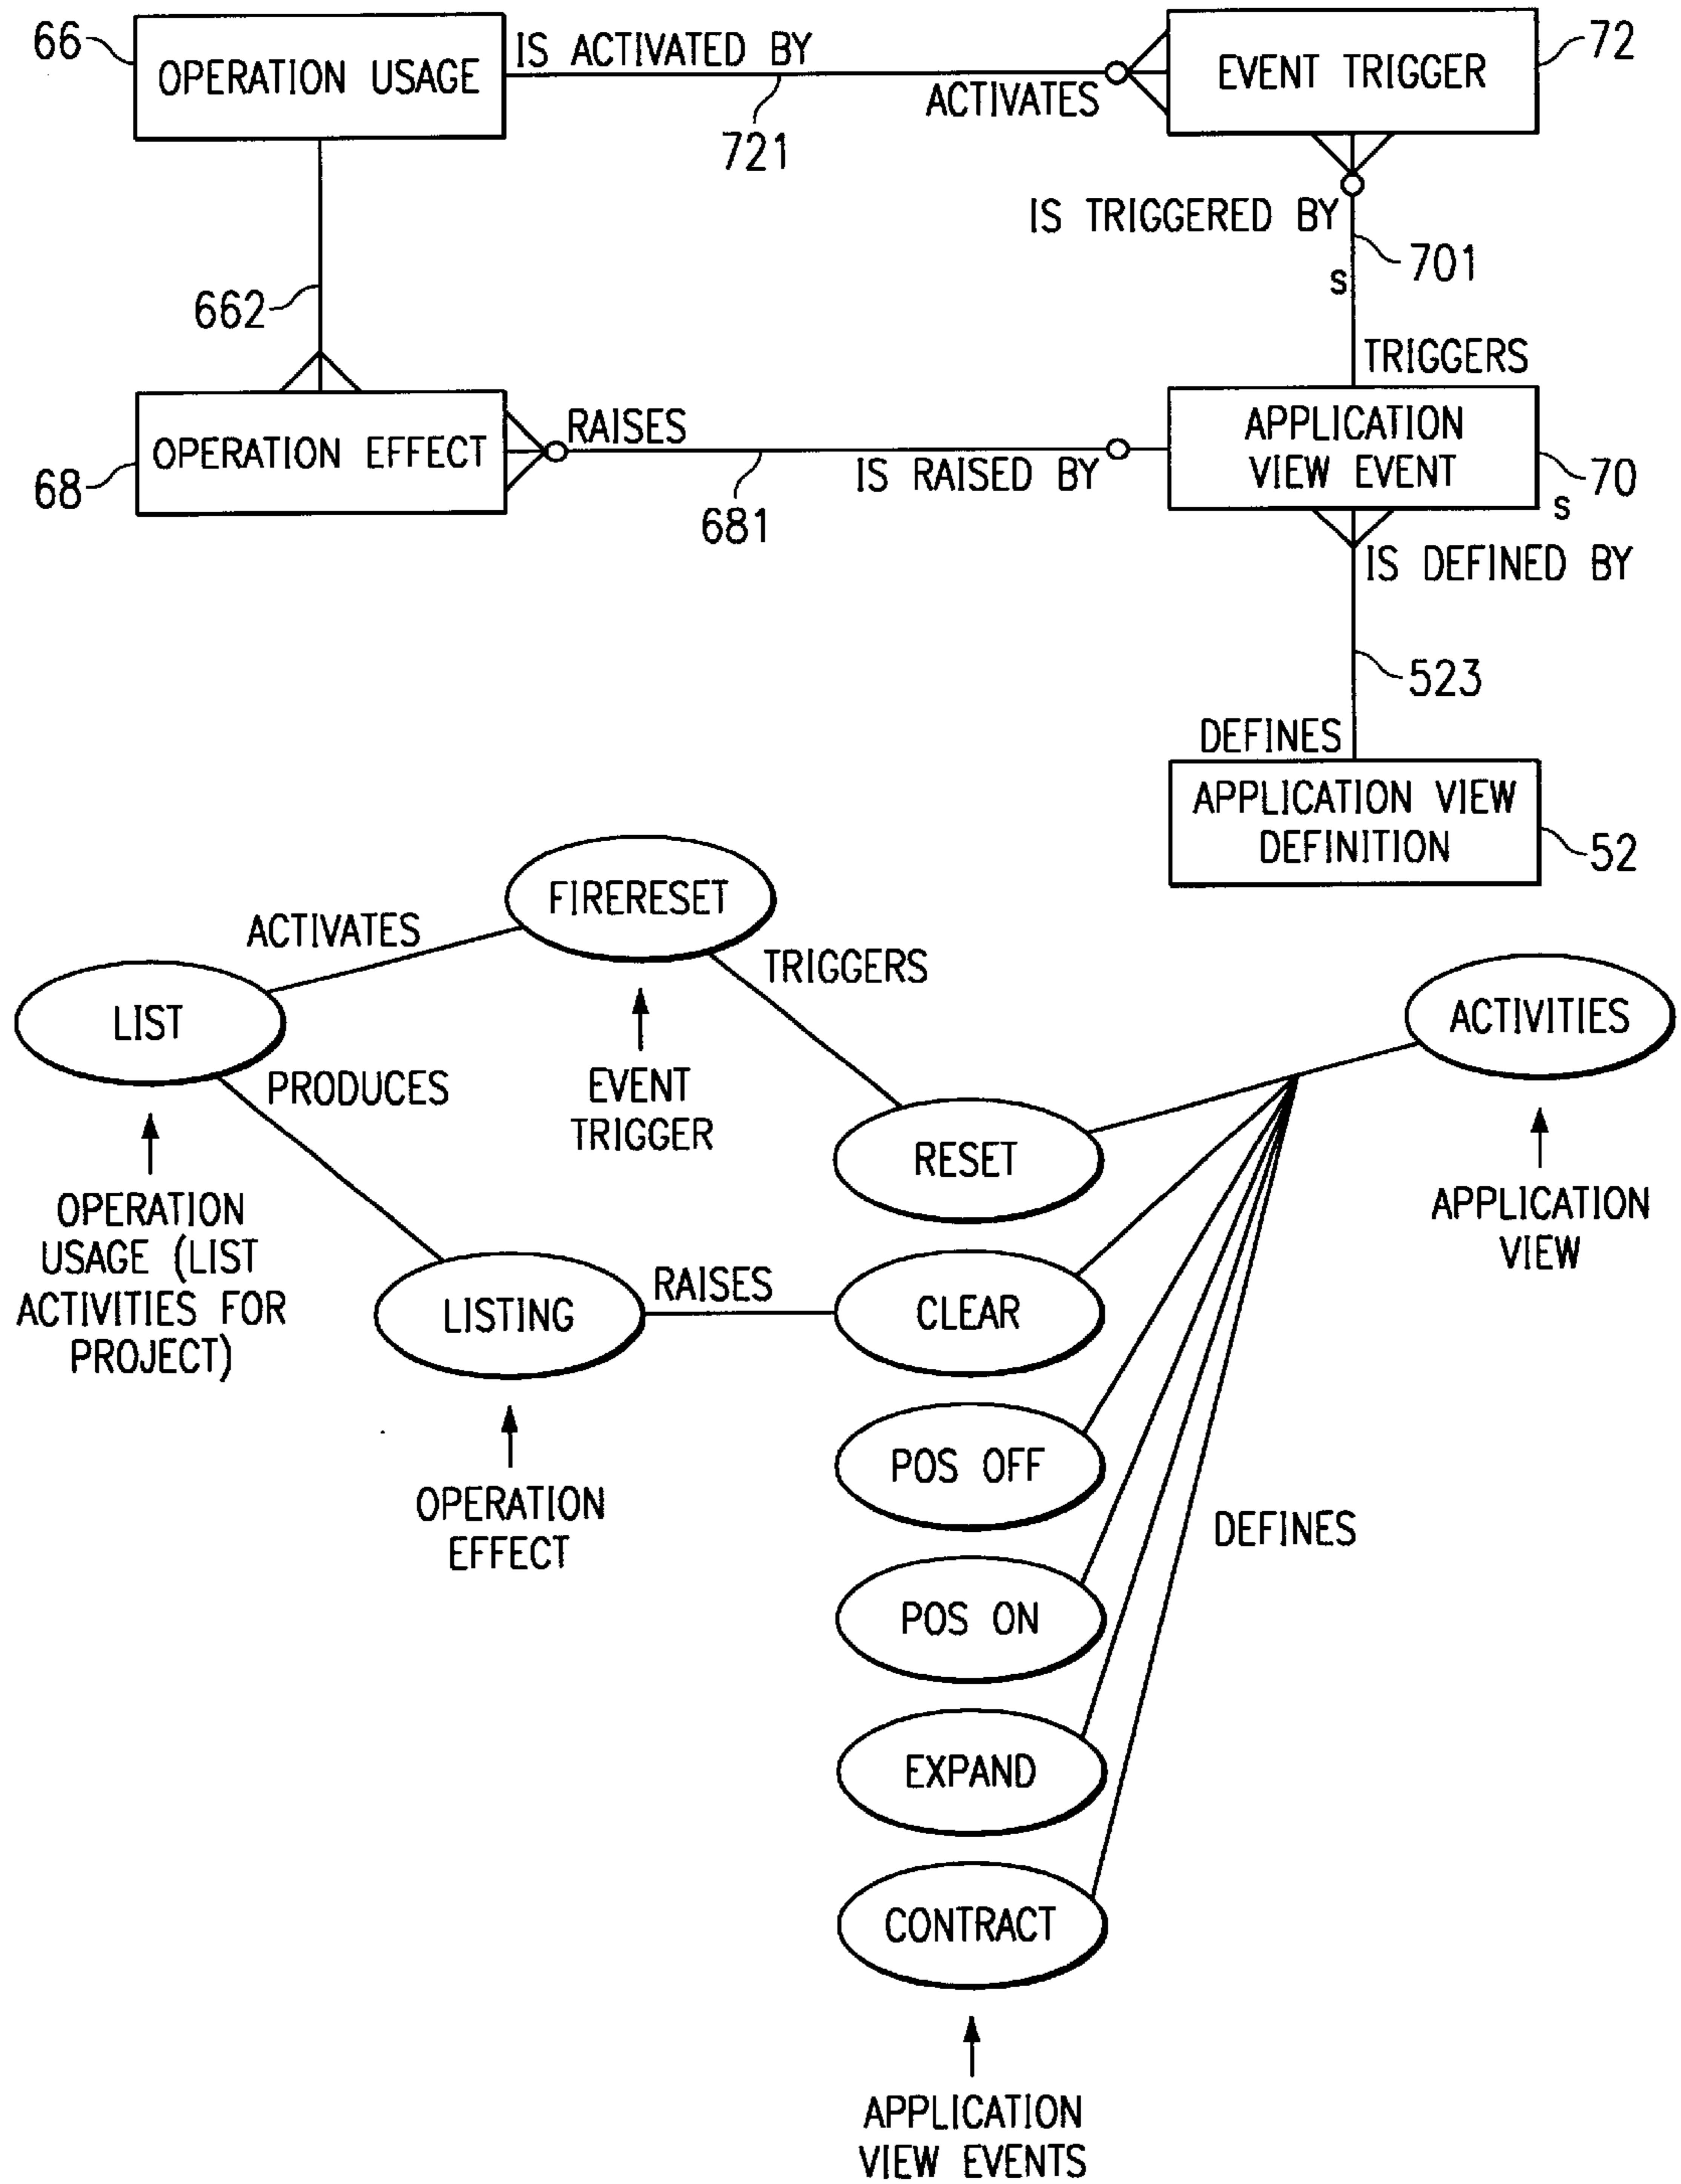 66
OPERATION USAGE
IS ACTIVATED BY
ACTIVATES
721
EVENT TRIGGER
72
IS TRIGGERED BY
701
s
TRIGGERS
662
OPERATION EFFECT
68
RAISES
IS RAISED BY
681
APPLICATION
VIEW EVENT
70
s
IS DEFINED BY
523
DEFINES
APPLICATION VIEW
DEFINITION
52
FIRERESET
ACTIVATES
TRIGGERS
LIST
ACTIVITIES
PRODUCES
EVENT
TRIGGER
RESET
OPERATION
USAGE (LIST
ACTIVITIES FOR
PROJECT)
APPLICATION
VIEW
LISTING
RAISES
CLEAR
POS OFF
OPERATION
EFFECT
DEFINES
POS ON
EXPAND
CONTRACT
APPLICATION
VIEW EVENTS